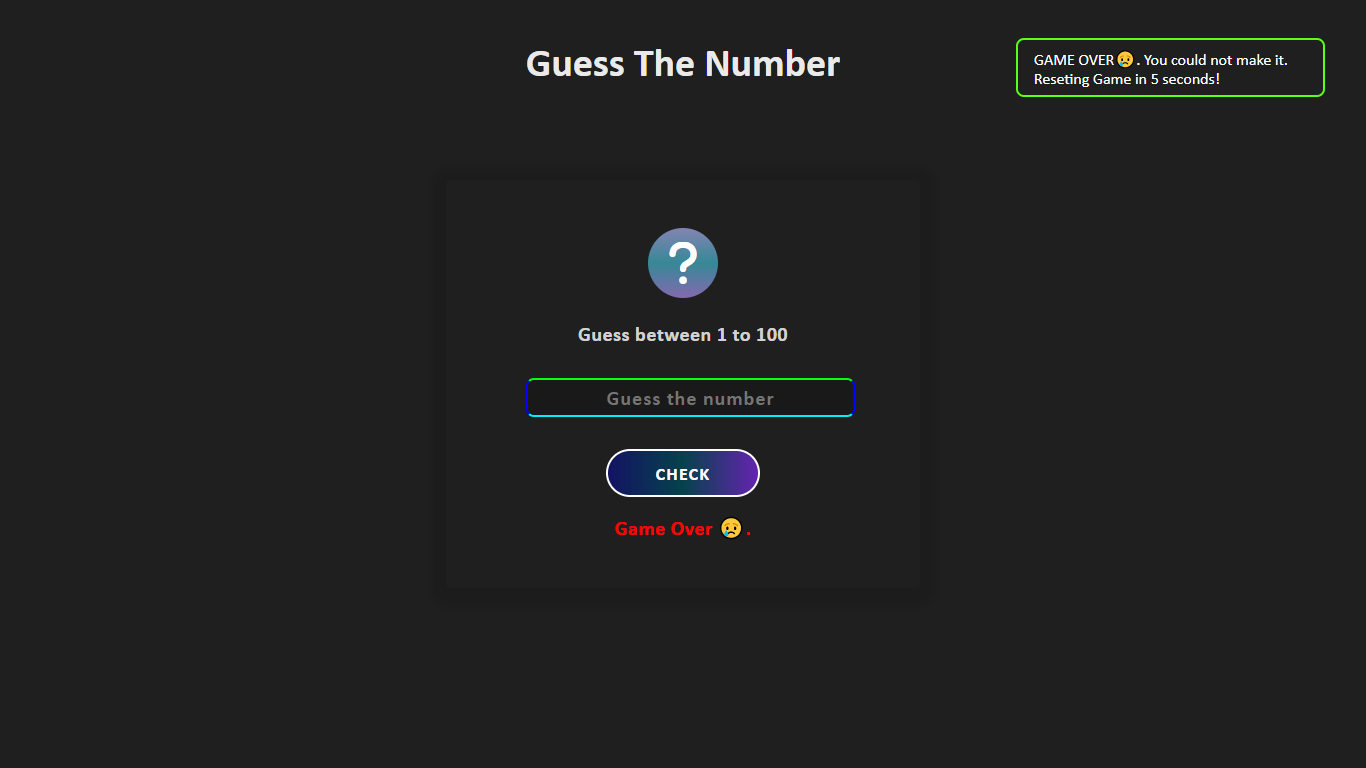 Guess The Number
GAME OVER😥. You could not make it.
Reseting Game in 5 seconds!
?
Guess between 1 to 100
Guess the number
CHECK
Game Over 😥.